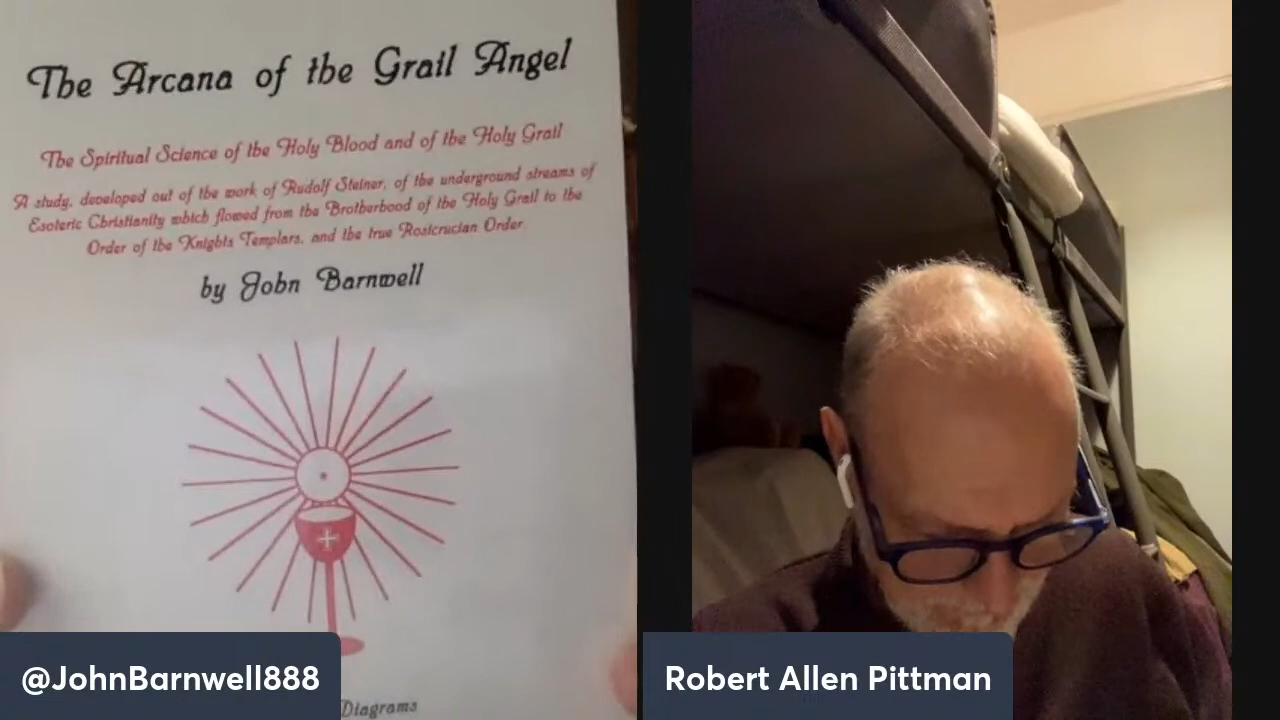 The Arcana of the Grail Angel
The Spiritual Science of the Holy Blood and of the Holy Grail
A study, developed out of the work of Rudolf Steiner, of the underground streams of
Esoteric Christianity which flowed from the Brotherhood of the Holy Grail to the
Order of the Knights Templars, and the true Rosicrucian Order.
by John Barnwell
Diagrams
@JohnBarnwell888
Robert Allen Pittman